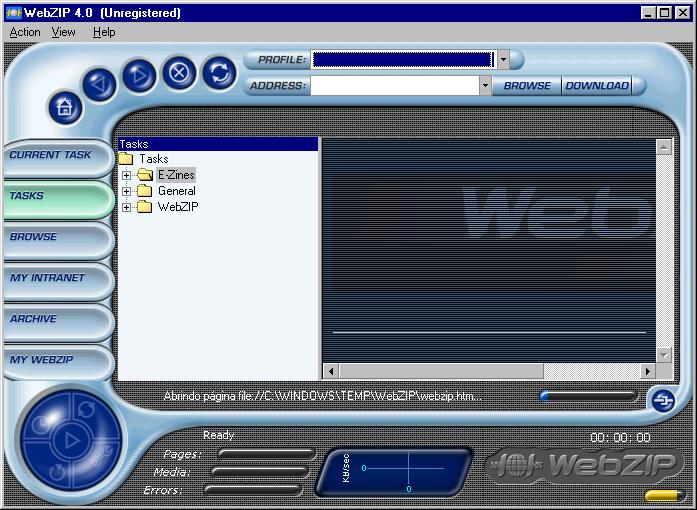 WebZIP 4.0 (Unregistered)
Action View Help
PROFILE:
ADDRESS:
BROWSE
DOWNLOAD
CURRENT TASK
TASKS
BROWSE
MY INTRANET
ARCHIVE
MY WEBZIP
Tasks
Tasks
E-Zines
General
WebZIP
Web
Abrindo página file://C:\WINDOWS\TEMP\WebZIP\webzip.htm...
Ready
00: 00: 00
Pages:
Media:
Errors:
KB/sec
0
0
WebZIP